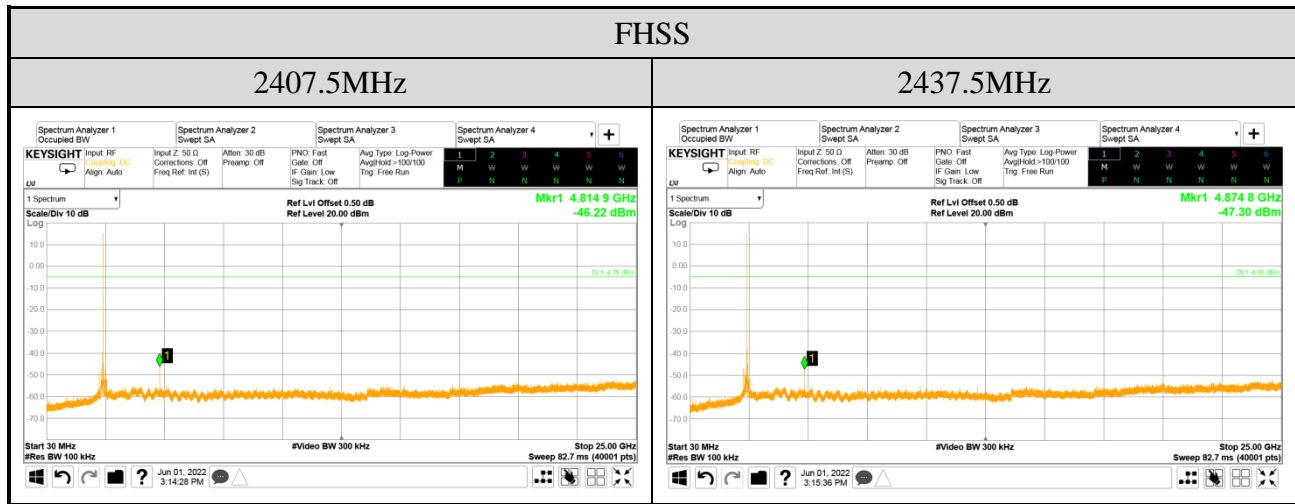 FHSS
2407.5MHz 2437.5MHz
Spectrum Analyzer 1 Spectrum Analyzer 2 Spectrum Analyzer 3 Spectrum Analyzer 4
Occupied BW Swept SA Swept SA Swept SA
KEYSIGHT Input: RF Input Z: 50 Ω Atten: 30 dB PNO: Fast Avg Type: Log-Power 1 2 3 4 5 6
Coupling: DC Corrections: Off Preamp: Off Gate: Off Avg|Hold:>100/100 M W W W W W
Align: Auto Freq Ref: Int (S) IF Gain: Low Trig: Free Run
Sig Track: Off P N N N N N
LXI
1 Spectrum Ref Lvl Offset 0.50 dB Mkr1 4.814 9 GHz
Scale/Div 10 dB Ref Level 20.00 dBm -46.22 dBm
Log
10.0
0.00
DL1 -4.79 dBm
-10.0
-20.0
-30.0
-40.0
1
-50.0
-60.0
-70.0
Start 30 MHz #Video BW 300 kHz Stop 25.00 GHz
#Res BW 100 kHz Sweep 82.7 ms (40001 pts)
? Jun 01, 2022
3:14:28 PM
Spectrum Analyzer 1 Spectrum Analyzer 2 Spectrum Analyzer 3 Spectrum Analyzer 4
Occupied BW Swept SA Swept SA Swept SA
KEYSIGHT Input: RF Input Z: 50 Ω Atten: 30 dB PNO: Fast Avg Type: Log-Power 1 2 3 4 5 6
Coupling: DC Corrections: Off Preamp: Off Gate: Off Avg|Hold:>100/100 M W W W W W
Align: Auto Freq Ref: Int (S) IF Gain: Low Trig: Free Run
Sig Track: Off P N N N N N
LXI
1 Spectrum Ref Lvl Offset 0.50 dB Mkr1 4.874 8 GHz
Scale/Div 10 dB Ref Level 20.00 dBm -47.30 dBm
Log
10.0
0.00
DL1
-10.0
-20.0
-30.0
-40.0
1
-50.0
-60.0
-70.0
Start 30 MHz #Video BW 300 kHz Stop 25.00 GHz
#Res BW 100 kHz Sweep 82.7 ms (40001 pts)
? Jun 01, 2022
3:15:36 PM